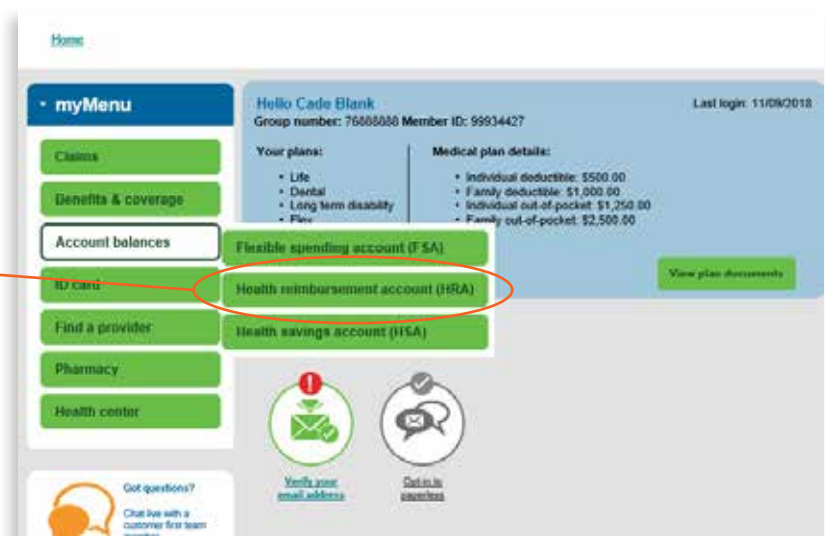 Home
myMenu
Claims
Benefits & coverage
Account balances
ID card
Find a provider
Pharmacy
Health center
Hello Cade Blank
Last login: 11/09/2018
Group number: 76888888 Member ID: 99934427
Your plans:
• Life
• Dental
• Long term disability
• Flex
Medical plan details:
• Individual deductible: $500.00
• Family deductible: $1,000.00
• Individual out-of-pocket: $1,250.00
• Family out-of-pocket: $2,500.00
View plan documents
Flexible spending account (FSA)
Health reimbursement account (HRA)
Health savings account (HSA)
Verify your
email address
Opt in to
paperless
Got questions?
Chat live with a
customer first team
member